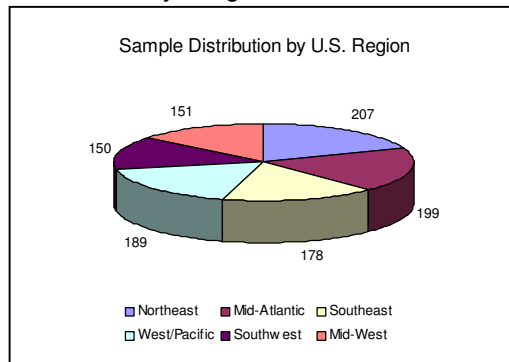 Sample Distribution by U.S. Region
151
207
150
199
189
178
Northeast
Mid-Atlantic
Southeast
West/Pacific
Southwest
Mid-West